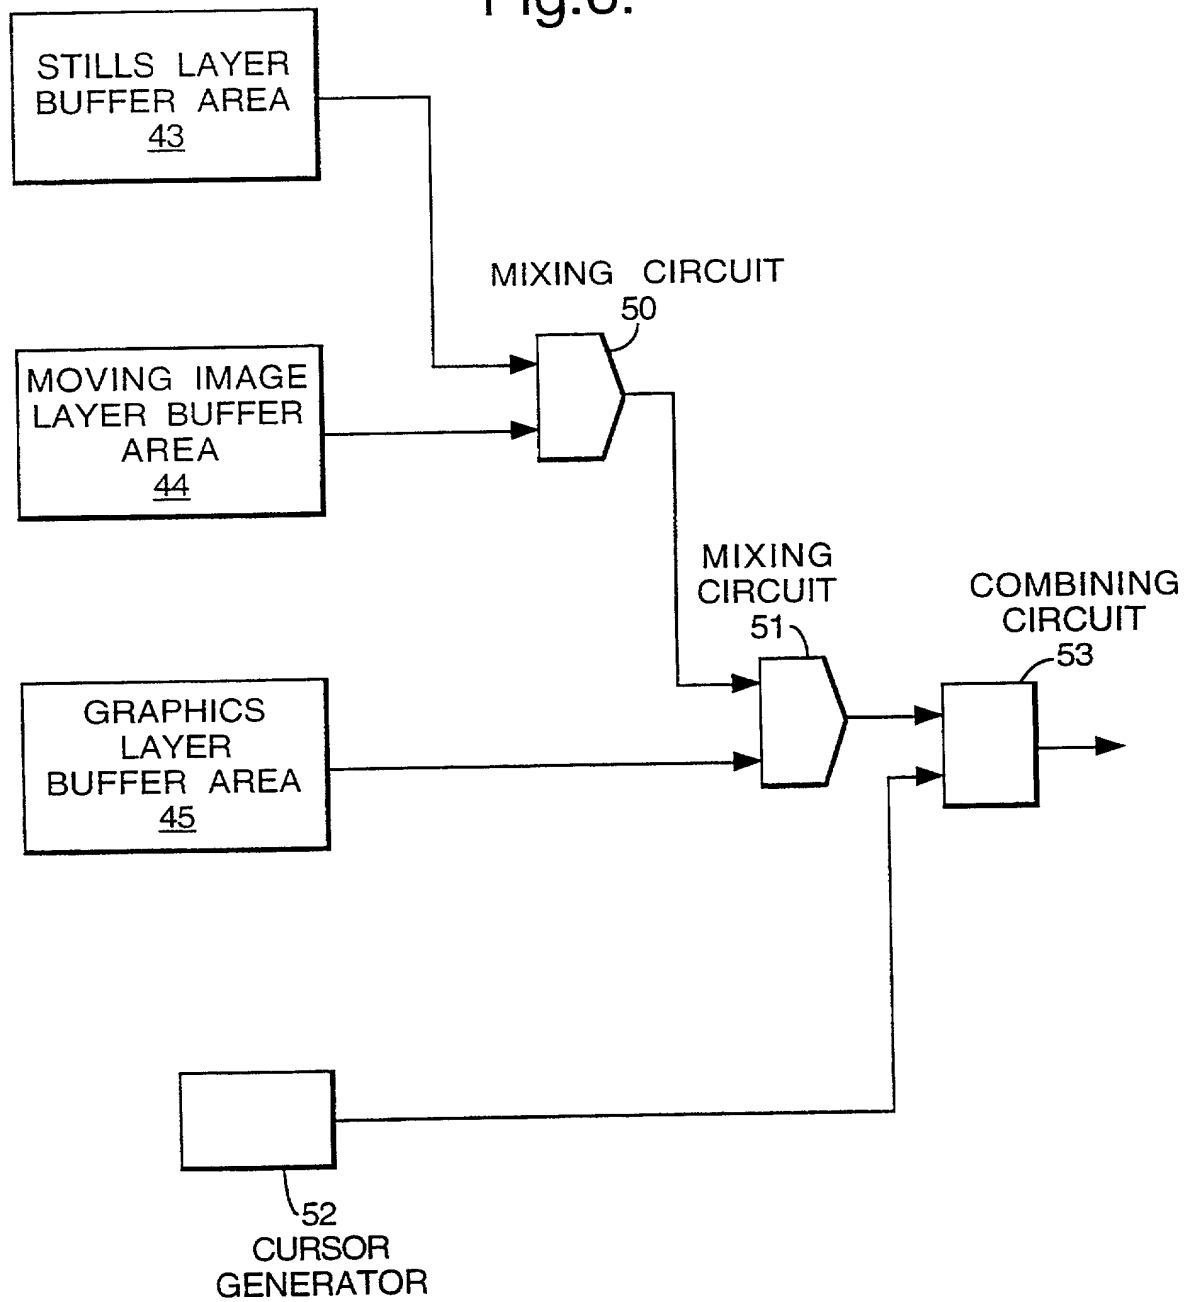 STILLS LAYER
BUFFER AREA
43
MIXING CIRCUIT
50
MOVING IMAGE
LAYER BUFFER
AREA
44
MIXING
CIRCUIT
51
COMBINING
CIRCUIT
53
GRAPHICS
LAYER
BUFFER AREA
45
52
CURSOR
GENERATOR